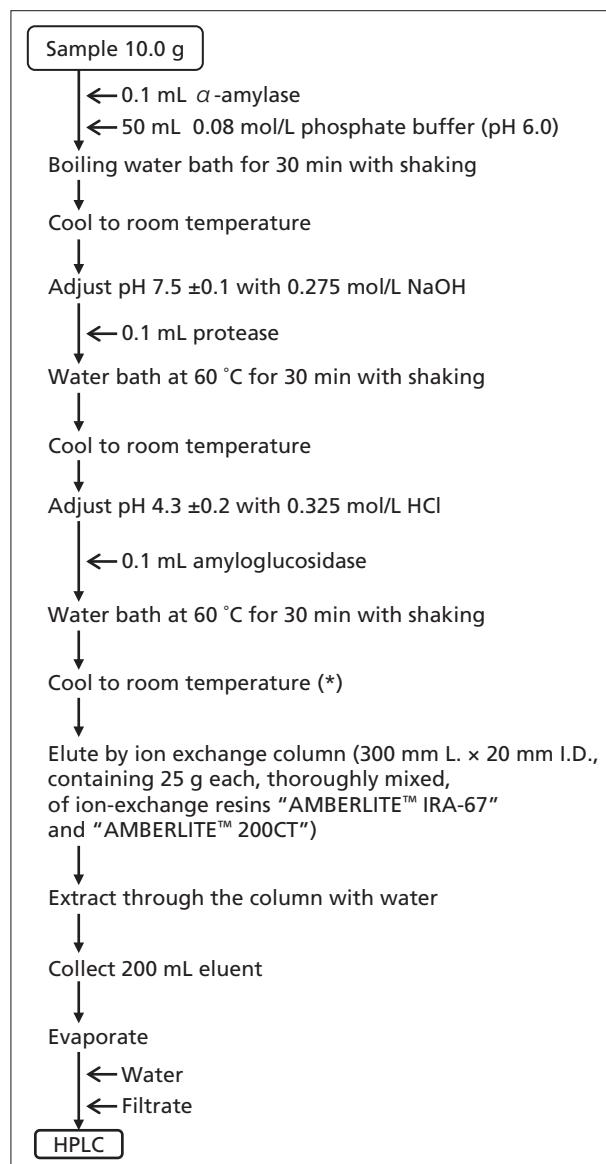 Sample 10.0 g
0.1 mL α-amylase
50 mL 0.08 mol/L phosphate buffer (pH 6.0)
Boiling water bath for 30 min with shaking
Cool to room temperature
Adjust pH 7.5 ±0.1 with 0.275 mol/L NaOH
0.1 mL protease
Water bath at 60 ˚C for 30 min with shaking
Cool to room temperature
Adjust pH 4.3 ±0.2 with 0.325 mol/L HCl
0.1 mL amyloglucosidase
Water bath at 60 ˚C for 30 min with shaking
Cool to room temperature (*)
Elute by ion exchange column (300 mm L. × 20 mm I.D.,
containing 25 g each, thoroughly mixed,
of ion-exchange resins “AMBERLITE™ IRA-67”
and “AMBERLITE™ 200CT”)
Extract through the column with water
Collect 200 mL eluent
Evaporate
Water
Filtrate
HPLC